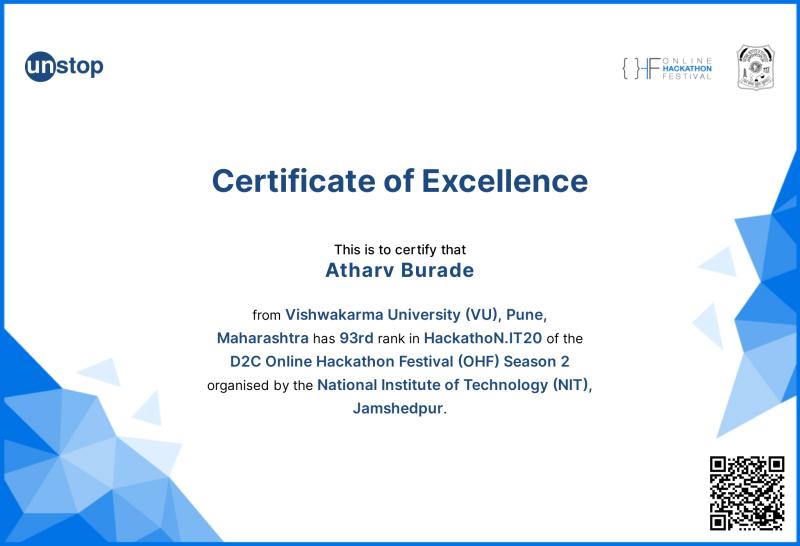 unstop
{ }HF ONLINE
HACKATHON
FESTIVAL
Certificate of Excellence
This is to certify that
Atharv Burade
from Vishwakarma University (VU), Pune,
Maharashtra has 93rd rank in HackathoN.IT20 of the
D2C Online Hackathon Festival (OHF) Season 2
organised by the National Institute of Technology (NIT),
Jamshedpur.